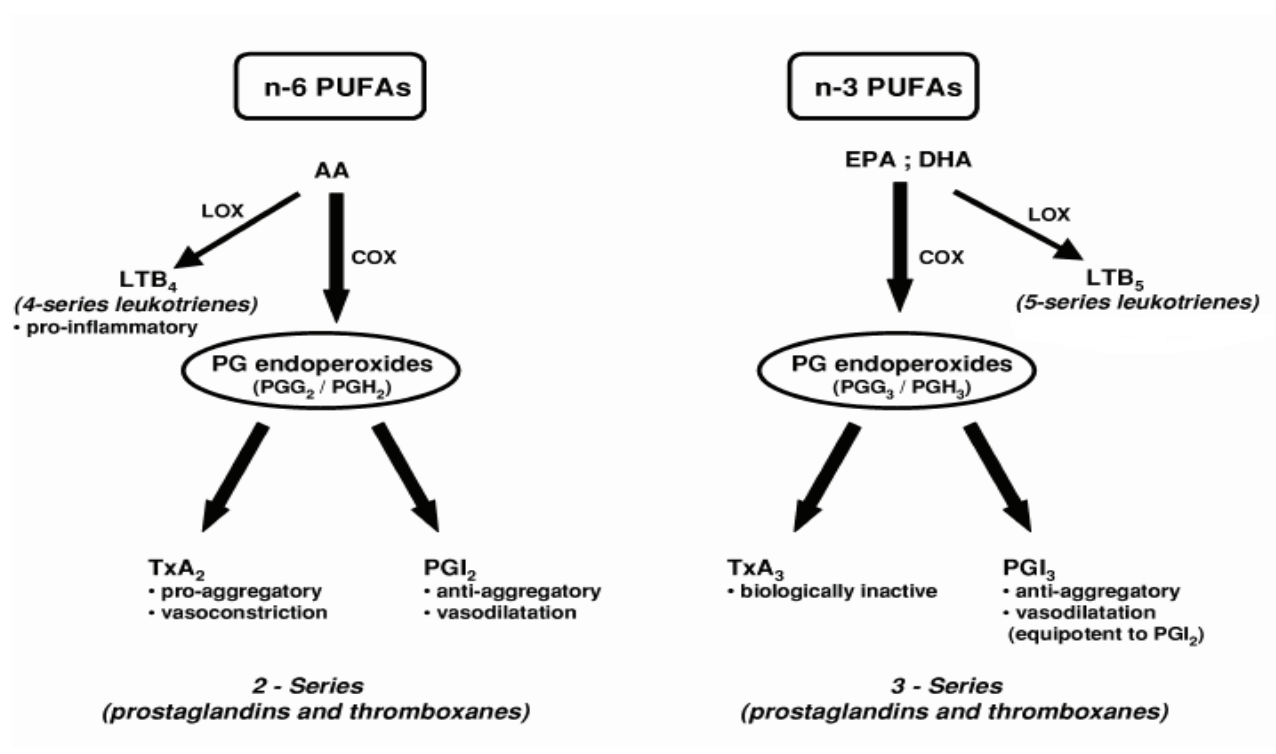 n-6 PUFAs
AA
LOX
COX
LTB₄
(4-series leukotrienes)
• pro-inflammatory
PG endoperoxides
(PGG₂ / PGH₂)
TxA₂
• pro-aggregatory
• vasoconstriction
PGI₂
• anti-aggregatory
• vasodilatation
2 - Series
(prostaglandins and thromboxanes)
n-3 PUFAs
EPA ; DHA
LOX
COX
LTB₅
(5-series leukotrienes)
PG endoperoxides
(PGG₃ / PGH₃)
TxA₃
• biologically inactive
PGI₃
• anti-aggregatory
• vasodilatation
(equipotent to PGI₂)
3 - Series
(prostaglandins and thromboxanes)